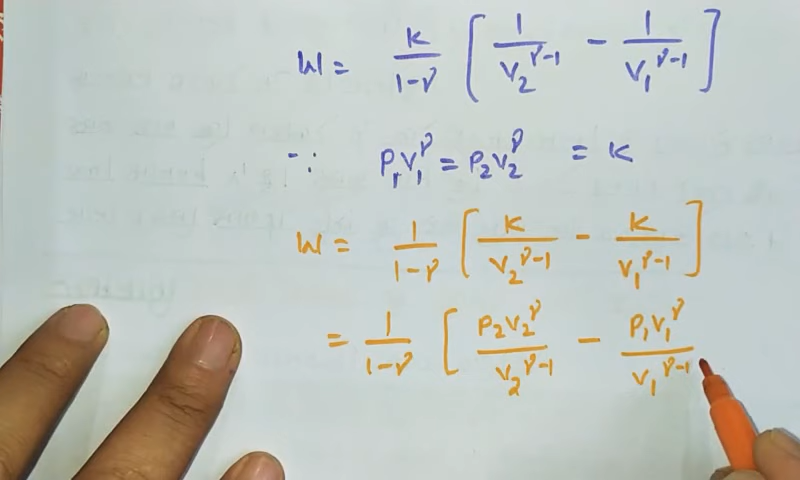 W = K/(1-γ) [ 1/V₂^(γ-1) - 1/V₁^(γ-1) ]
∵ P₁V₁^γ = P₂V₂^γ = K
W = 1/(1-γ) [ K/V₂^(γ-1) - K/V₁^(γ-1) ]
= 1/(1-γ) [ P₂V₂^γ/V₂^(γ-1) - P₁V₁^γ/V₁^(γ-1)